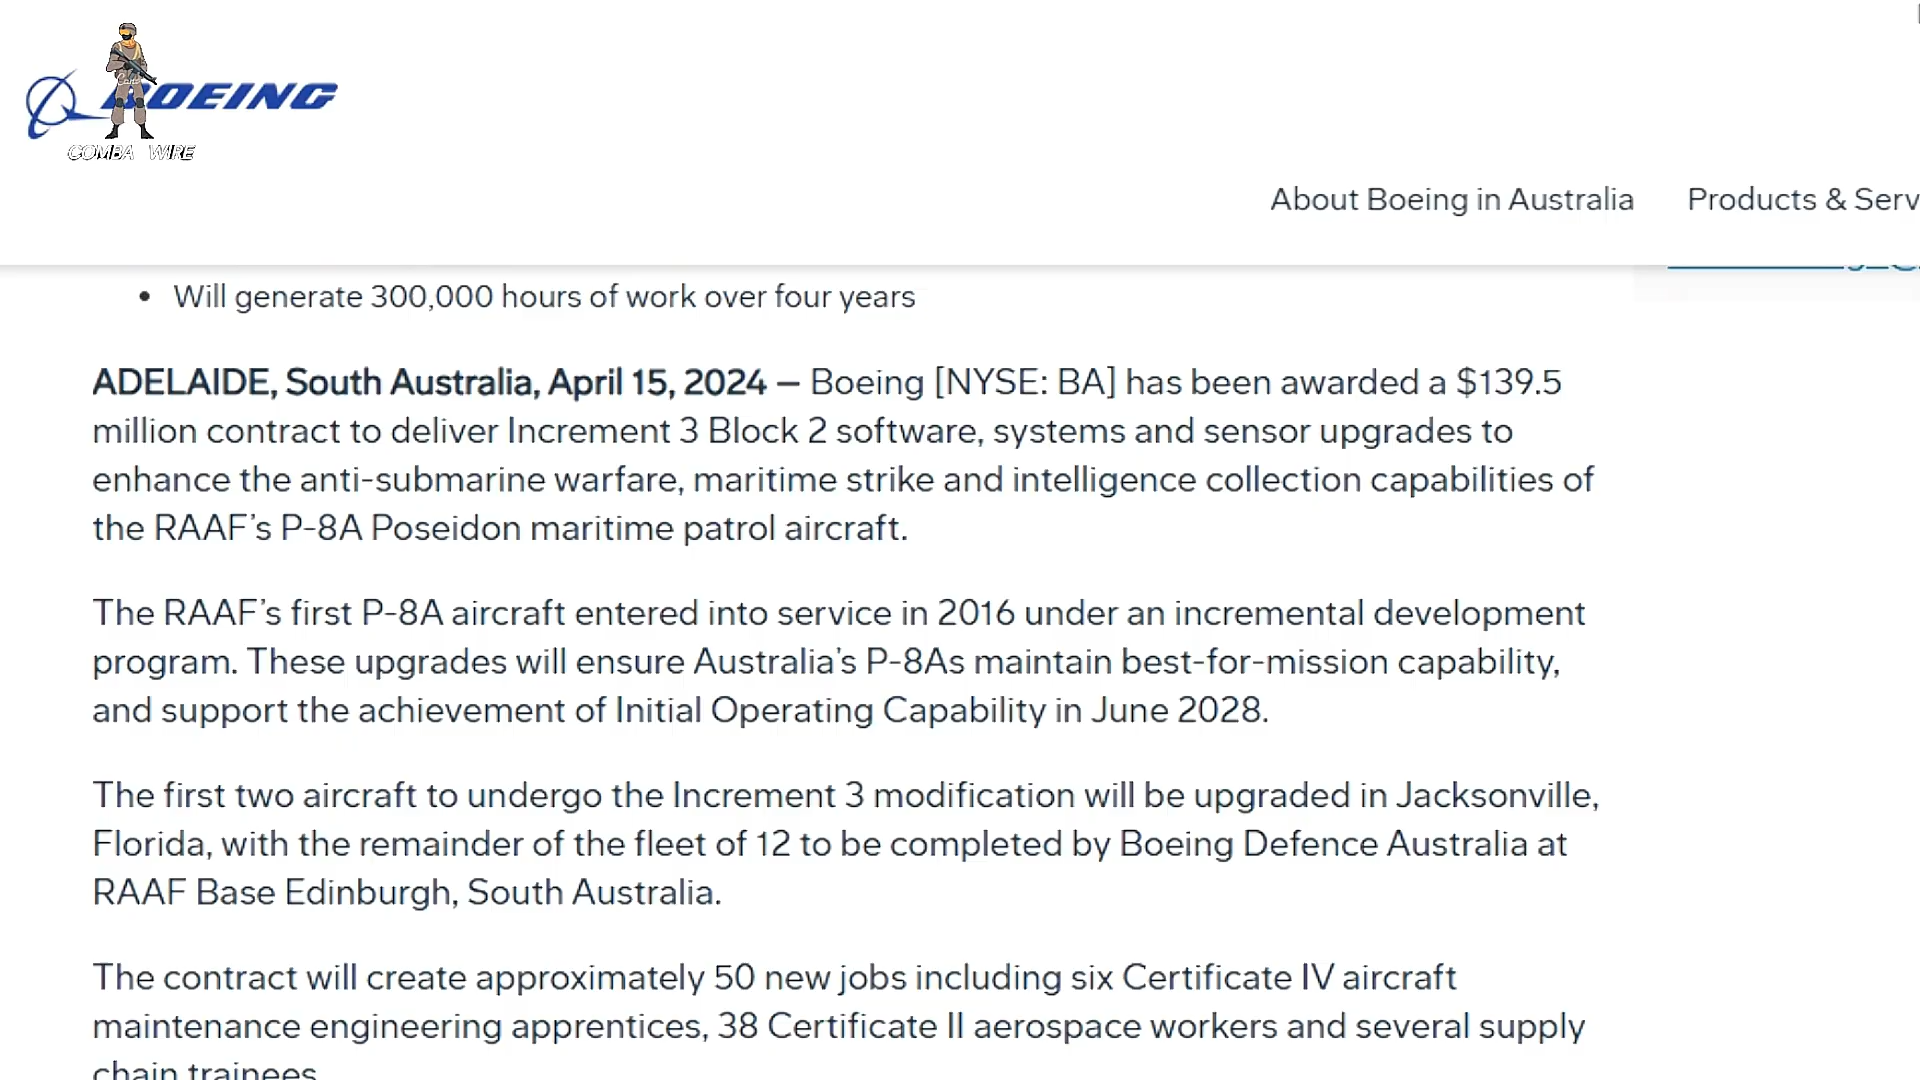 BOEING
COMBA WIRE
About Boeing in Australia Products & Serv
• Will generate 300,000 hours of work over four years
ADELAIDE, South Australia, April 15, 2024 — Boeing [NYSE: BA] has been awarded a $139.5
million contract to deliver Increment 3 Block 2 software, systems and sensor upgrades to
enhance the anti-submarine warfare, maritime strike and intelligence collection capabilities of
the RAAF’s P-8A Poseidon maritime patrol aircraft.
The RAAF’s first P-8A aircraft entered into service in 2016 under an incremental development
program. These upgrades will ensure Australia’s P-8As maintain best-for-mission capability,
and support the achievement of Initial Operating Capability in June 2028.
The first two aircraft to undergo the Increment 3 modification will be upgraded in Jacksonville,
Florida, with the remainder of the fleet of 12 to be completed by Boeing Defence Australia at
RAAF Base Edinburgh, South Australia.
The contract will create approximately 50 new jobs including six Certificate IV aircraft
maintenance engineering apprentices, 38 Certificate II aerospace workers and several supply
chain trainees.